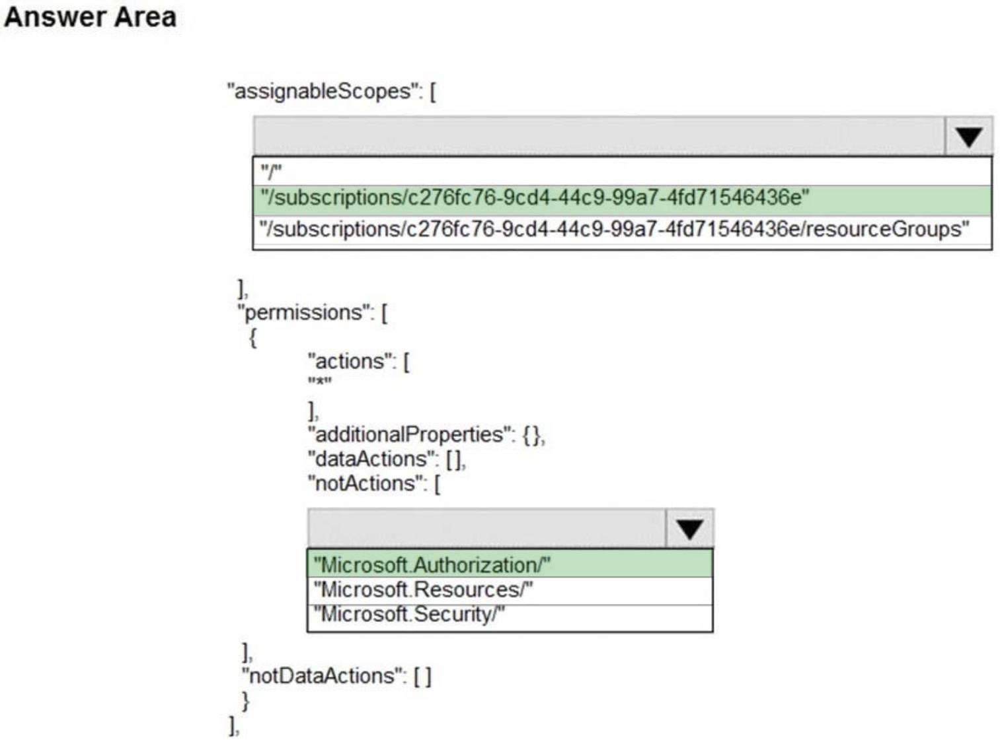 Answer Area
"assignableScopes": [
"/"
"/subscriptions/c276fc76-9cd4-44c9-99a7-4fd71546436e"
"/subscriptions/c276fc76-9cd4-44c9-99a7-4fd71546436e/resourceGroups"
],
"permissions": [
{
"actions": [
"*"
],
"additionalProperties": {},
"dataActions": [],
"notActions": [
"Microsoft.Authorization/"
"Microsoft.Resources/"
"Microsoft.Security/"
],
"notDataActions": [ ]
}
],